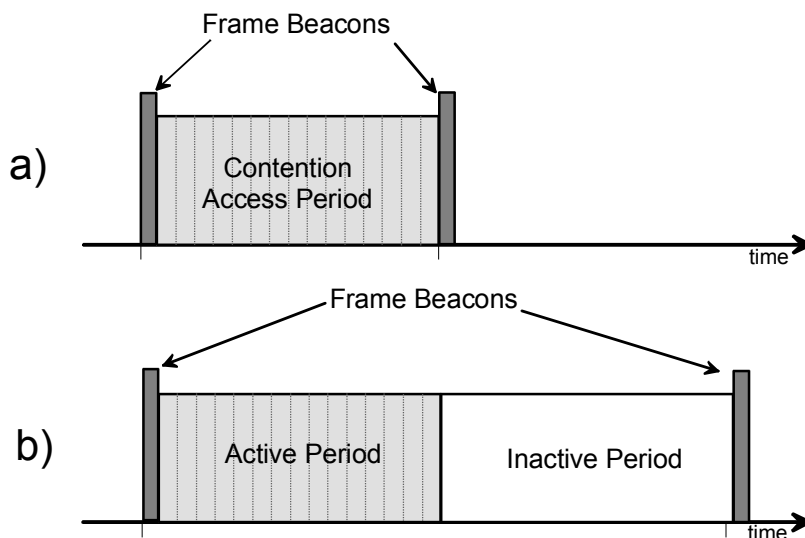 Frame Beacons
a)
Contention
Access Period
time
Frame Beacons
b)
Active Period
Inactive Period
time